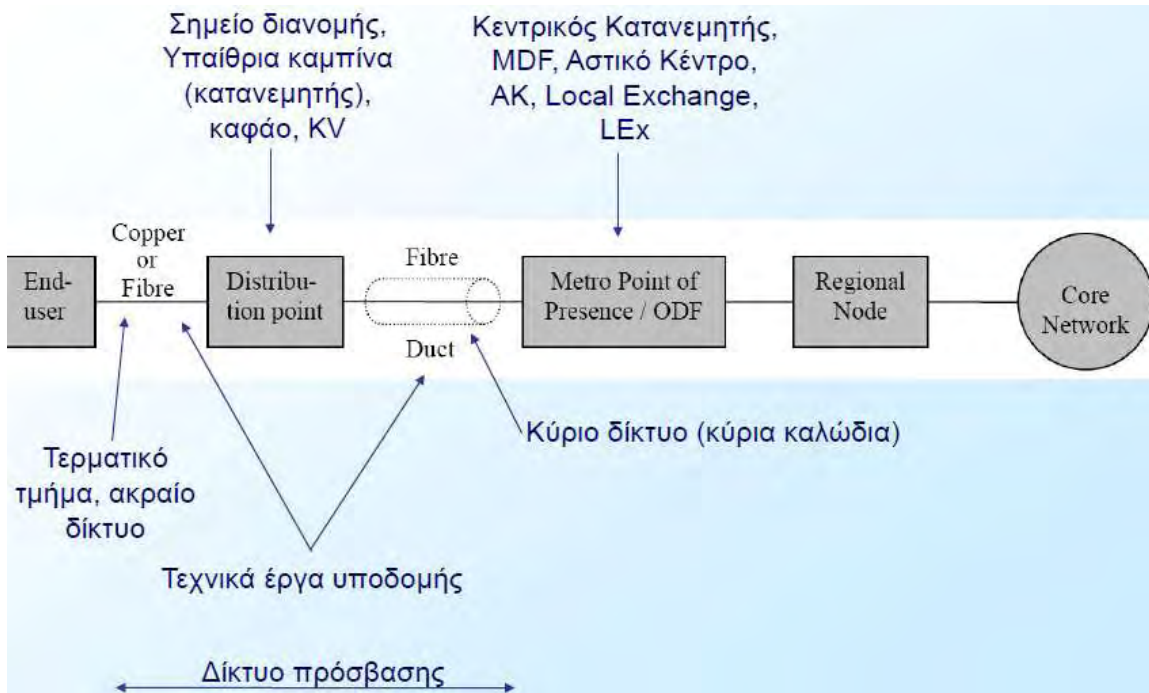 Σημείο διανομής,
Υπαίθρια καμπίνα
(κατανεμητής),
καφάο, KV
Κεντρικός Κατανεμητής,
MDF, Αστικό Κέντρο,
ΑΚ, Local Exchange,
LEx
End-
user
Copper
or
Fibre
Distribu-
tion point
Fibre
Duct
Metro Point of
Presence / ODF
Regional
Node
Core
Network
Τερματικό
τμήμα, ακραίο
δίκτυο
Κύριο δίκτυο (κύρια καλώδια)
Τεχνικά έργα υποδομής
Δίκτυο πρόσβασης